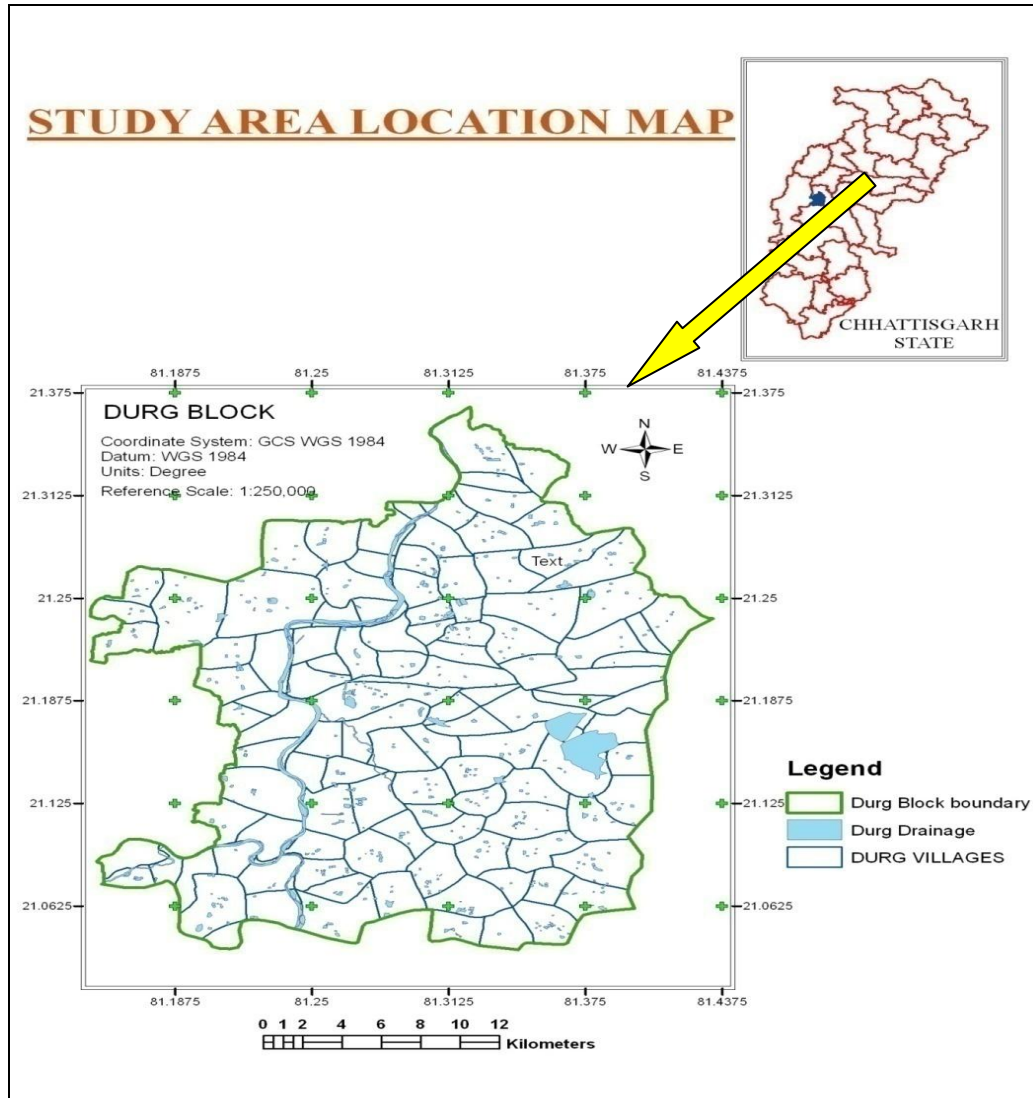 STUDY AREA LOCATION MAP
CHHATTISGARH
STATE
81.1875 81.25 81.3125 81.375 81.4375
21.375 21.375
DURG BLOCK
Coordinate System: GCS WGS 1984
Datum: WGS 1984
Units: Degree
Reference Scale: 1:250,000
N
W E
S
21.3125 21.3125
Text
21.25 21.25
21.1875 21.1875
21.125 21.125
21.0625 21.0625
81.1875 81.25 81.3125 81.375 81.4375
Legend
Durg Block boundary
Durg Drainage
DURG VILLAGES
0 1 2 4 6 8 10 12
Kilometers